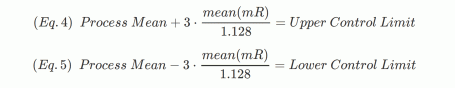 (Eq. 4) Process Mean + 3 · mean(mR) / 1.128 = Upper Control Limit
(Eq. 5) Process Mean − 3 · mean(mR) / 1.128 = Lower Control Limit